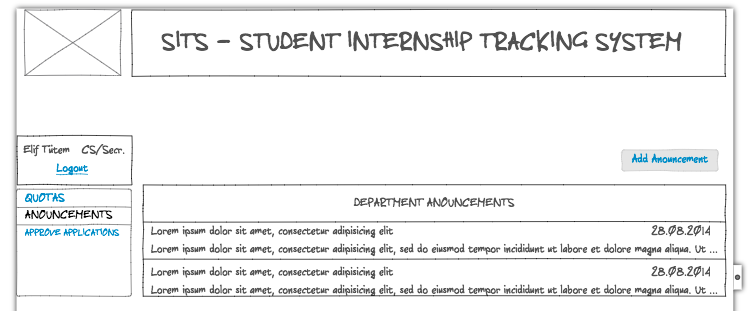 SITS - STUDENT INTERNSHIP TRACKING SYSTEM
Elif Tütem CS/Secr.
Logout
Add Anouncement
QUOTAS
ANOUNCEMENTS
APPROVE APPLICATIONS
DEPARTMENT ANOUNCEMENTS
Lorem ipsum dolor sit amet, consectetur adipisicing elit 28.08.2014
Lorem ipsum dolor sit amet, consectetur adipisicing elit, sed do eiusmod tempor incididunt ut labore et dolore magna aliqua. Ut ...
Lorem ipsum dolor sit amet, consectetur adipisicing elit 28.08.2014
Lorem ipsum dolor sit amet, consectetur adipisicing elit, sed do eiusmod tempor incididunt ut labore et dolore magna aliqua. Ut ...